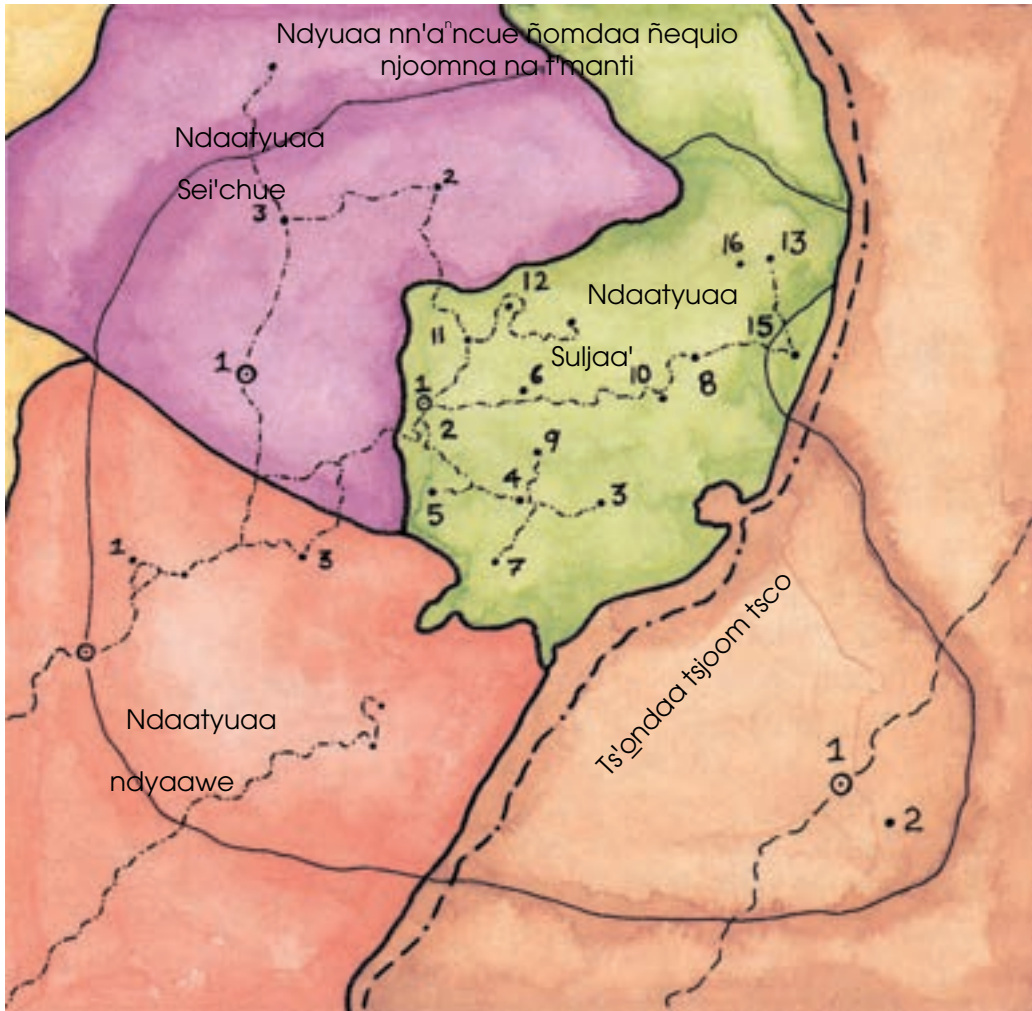 Ndyuaa nn'aⁿncue ñomdaa ñequio
njoomna na t'manti
Ndaatyuaa
Sei'chue
2
3
1
16
13
12
Ndaatyuaa
11
15
Suljaa'
6
10
8
1
2
9
4
3
5
7
1
3
Ts'o̲ndaa tsjoom tsco
Ndaatyuaa
ndyaawe
1
2